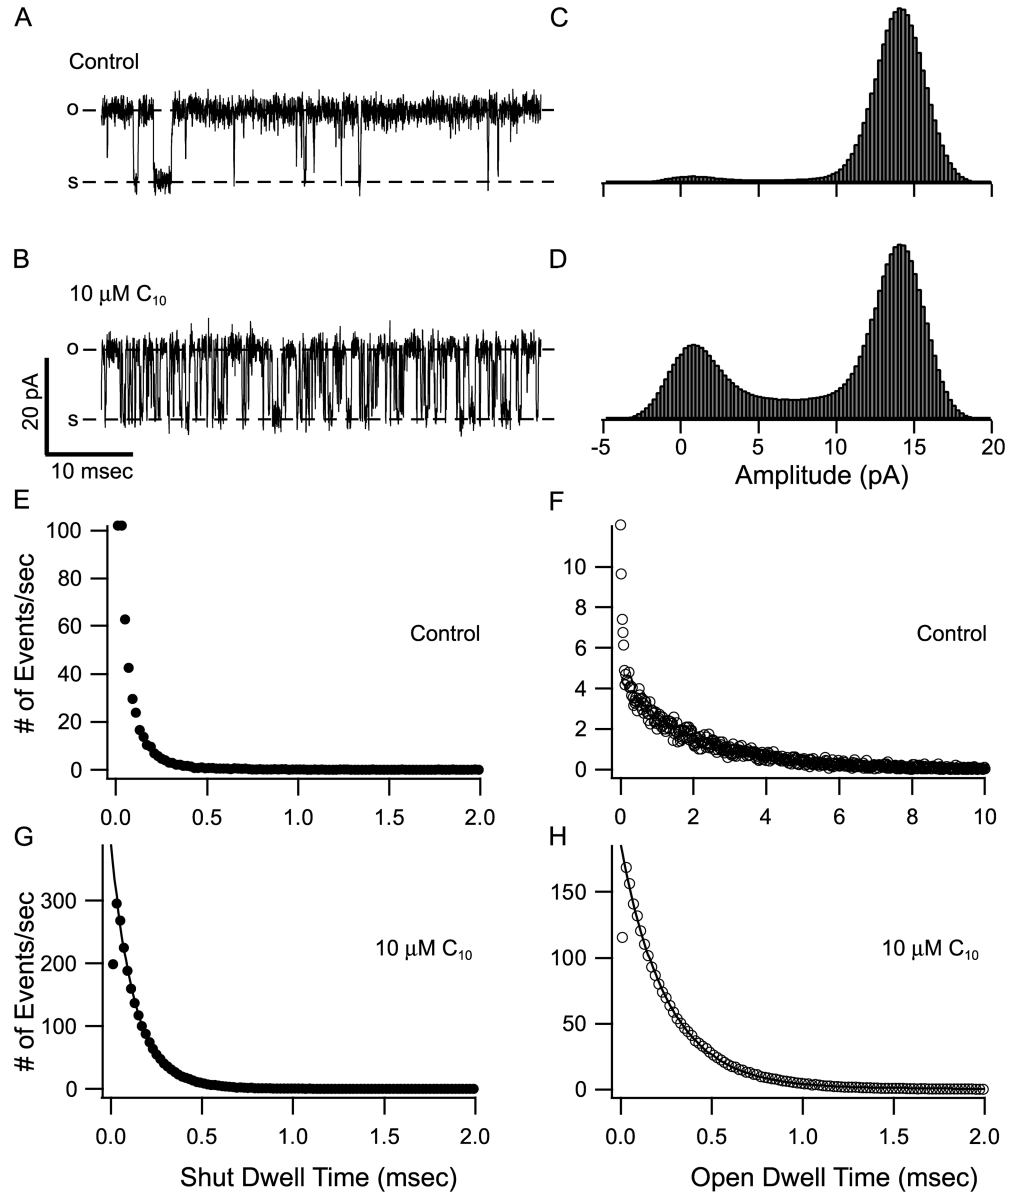 A
Control
o
s
C
B
10 μM C10
o
s
20 pA
10 msec
D
-5 0 5 10 15 20
Amplitude (pA)
E
100
80
60
40
20
0
# of Events/sec
Control
0.0 0.5 1.0 1.5 2.0
F
10
8
6
4
2
0
Control
0 2 4 6 8 10
G
300
200
100
0
# of Events/sec
10 μM C10
0.0 0.5 1.0 1.5 2.0
Shut Dwell Time (msec)
H
150
100
50
0
10 μM C10
0.0 0.5 1.0 1.5 2.0
Open Dwell Time (msec)